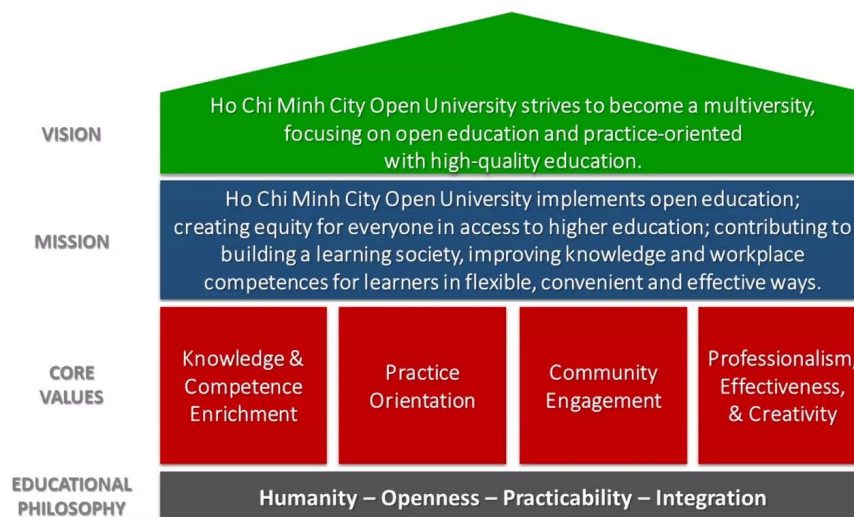 VISION
Ho Chi Minh City Open University strives to become a multiversity,
focusing on open education and practice-oriented
with high-quality education.
MISSION
Ho Chi Minh City Open University implements open education;
creating equity for everyone in access to higher education; contributing to
building a learning society, improving knowledge and workplace
competences for learners in flexible, convenient and effective ways.
CORE
VALUES
Knowledge &
Competence
Enrichment
Practice
Orientation
Community
Engagement
Professionalism,
Effectiveness,
& Creativity
EDUCATIONAL
PHILOSOPHY
Humanity – Openness – Practicability – Integration